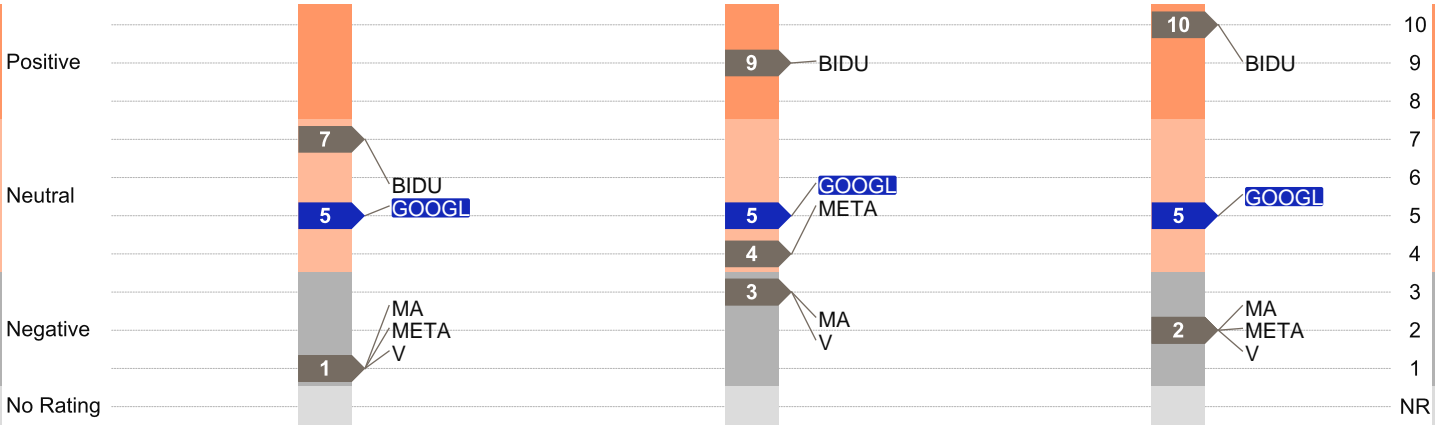 10 10
Positive 9 BIDU BIDU 9
8
7 7
BIDU GOOGL 6
Neutral GOOGL META GOOGL
5 5 5 5
4 4
MA 3 MA MA 3
Negative META V 2 META 2
V V
1 1
No Rating NR